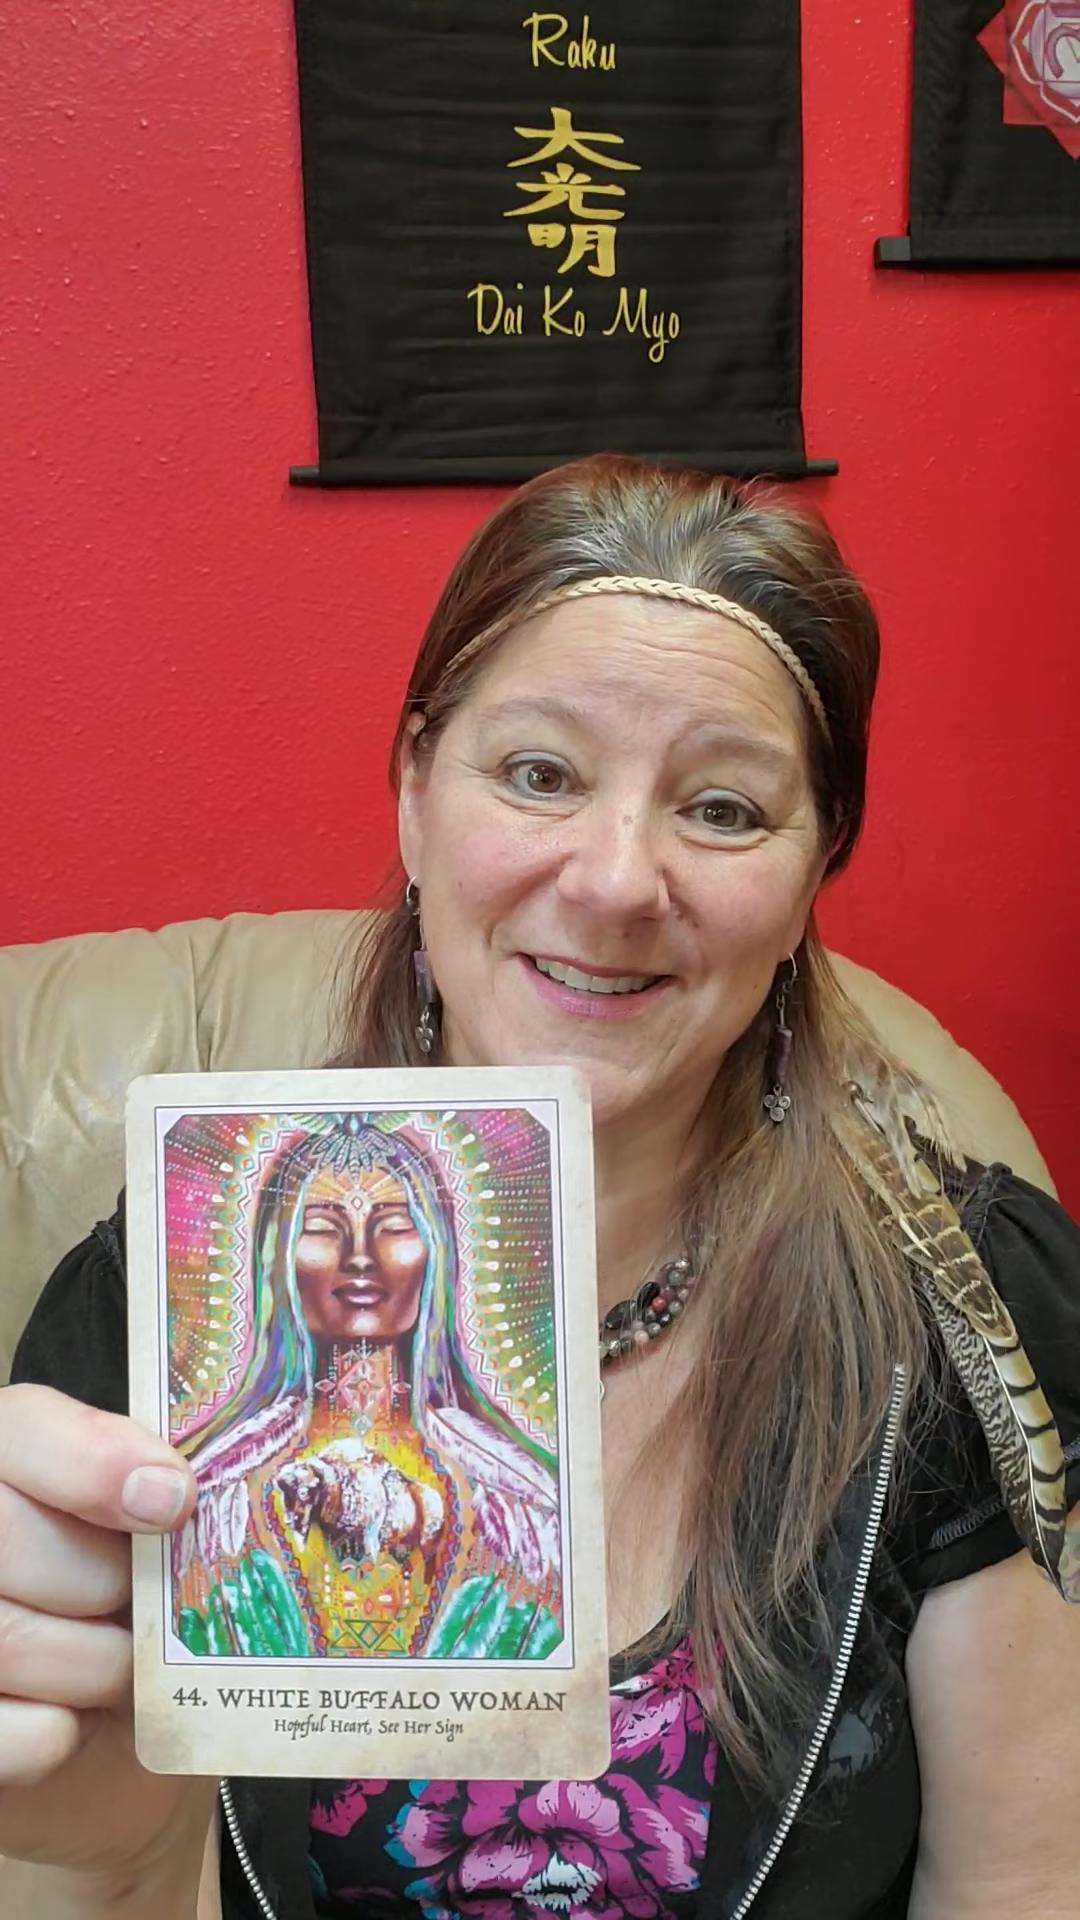 Raku
大
光
明
Dai Ko Myo
44. WHITE BUFFALO WOMAN
Hopeful Heart, See Her Sign